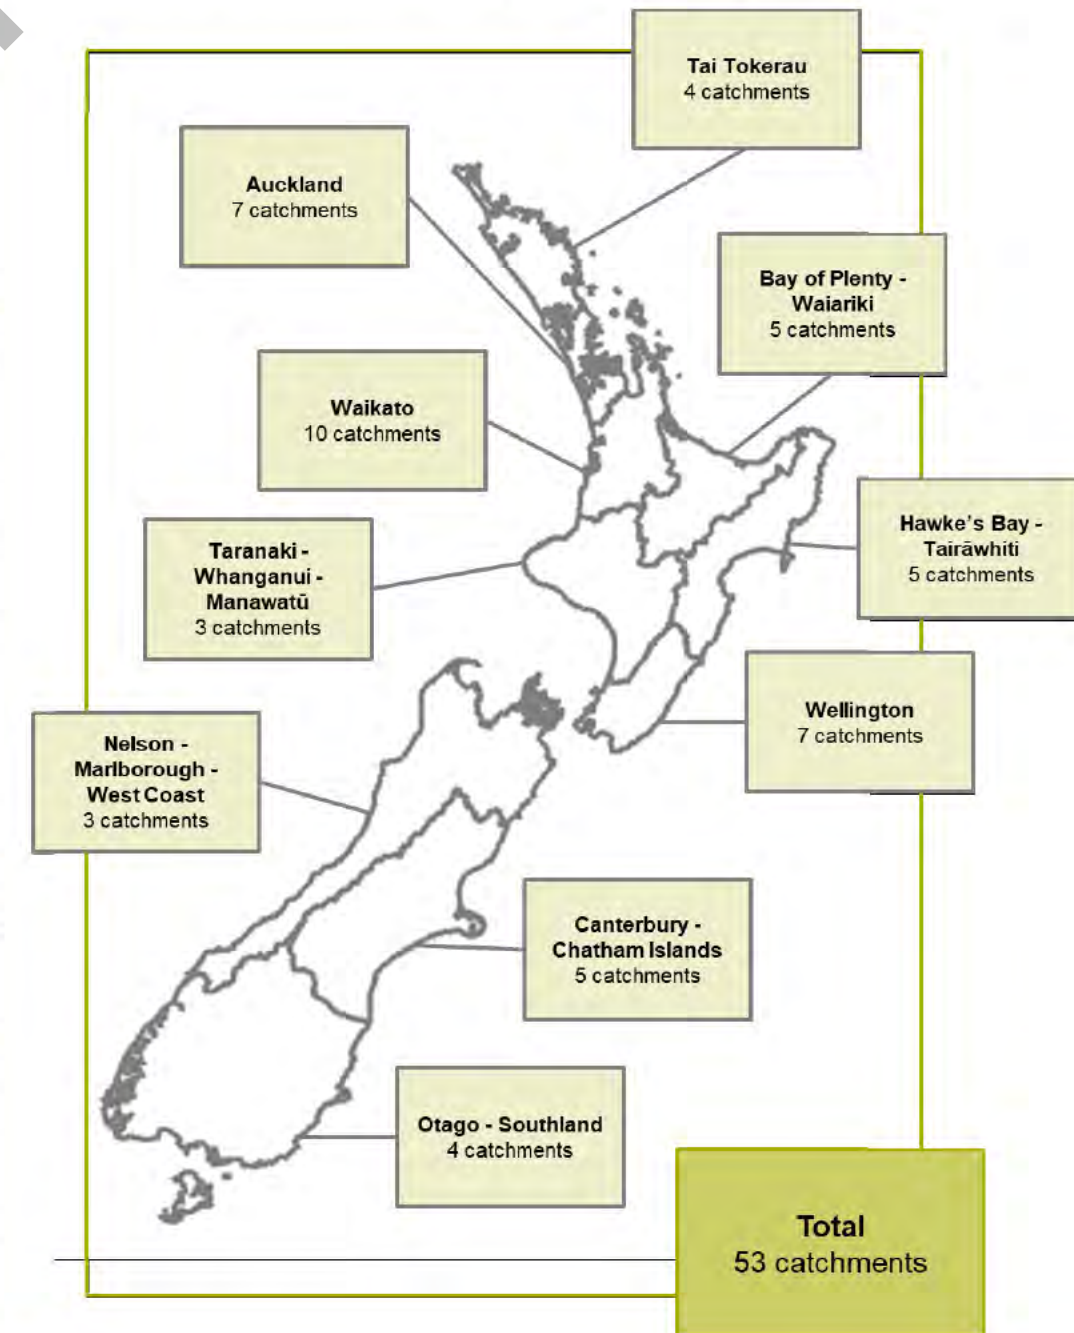 Tai Tokerau
4 catchments
Auckland
7 catchments
Bay of Plenty -
Waiariki
5 catchments
Waikato
10 catchments
Hawke's Bay -
Tairāwhiti
5 catchments
Taranaki -
Whanganui -
Manawatū
3 catchments
Wellington
7 catchments
Nelson -
Marlborough -
West Coast
3 catchments
Canterbury -
Chatham Islands
5 catchments
Otago - Southland
4 catchments
Total
53 catchments